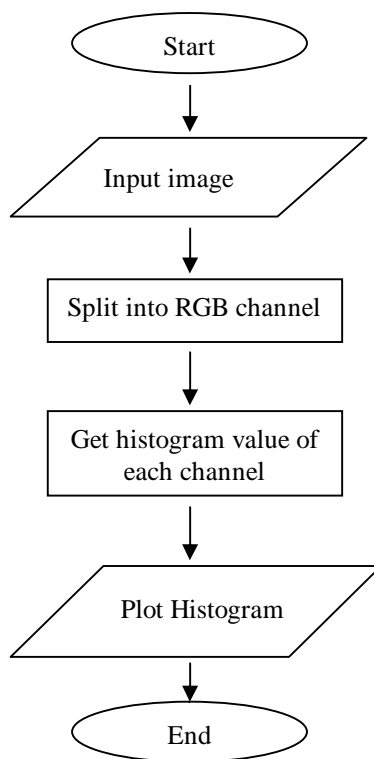 Start
Input image
Split into RGB channel
Get histogram value of
each channel
Plot Histogram
End